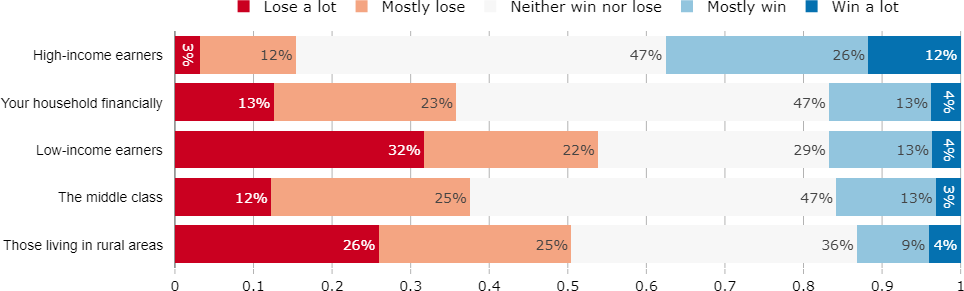 Lose a lot Mostly lose Neither win nor lose Mostly win Win a lot
High-income earners 3% 12% 47% 26% 12%
Your household financially 13% 23% 47% 13% 4%
Low-income earners 32% 22% 29% 13% 4%
The middle class 12% 25% 47% 13% 3%
Those living in rural areas 26% 25% 36% 9% 4%
0 0.1 0.2 0.3 0.4 0.5 0.6 0.7 0.8 0.9 1